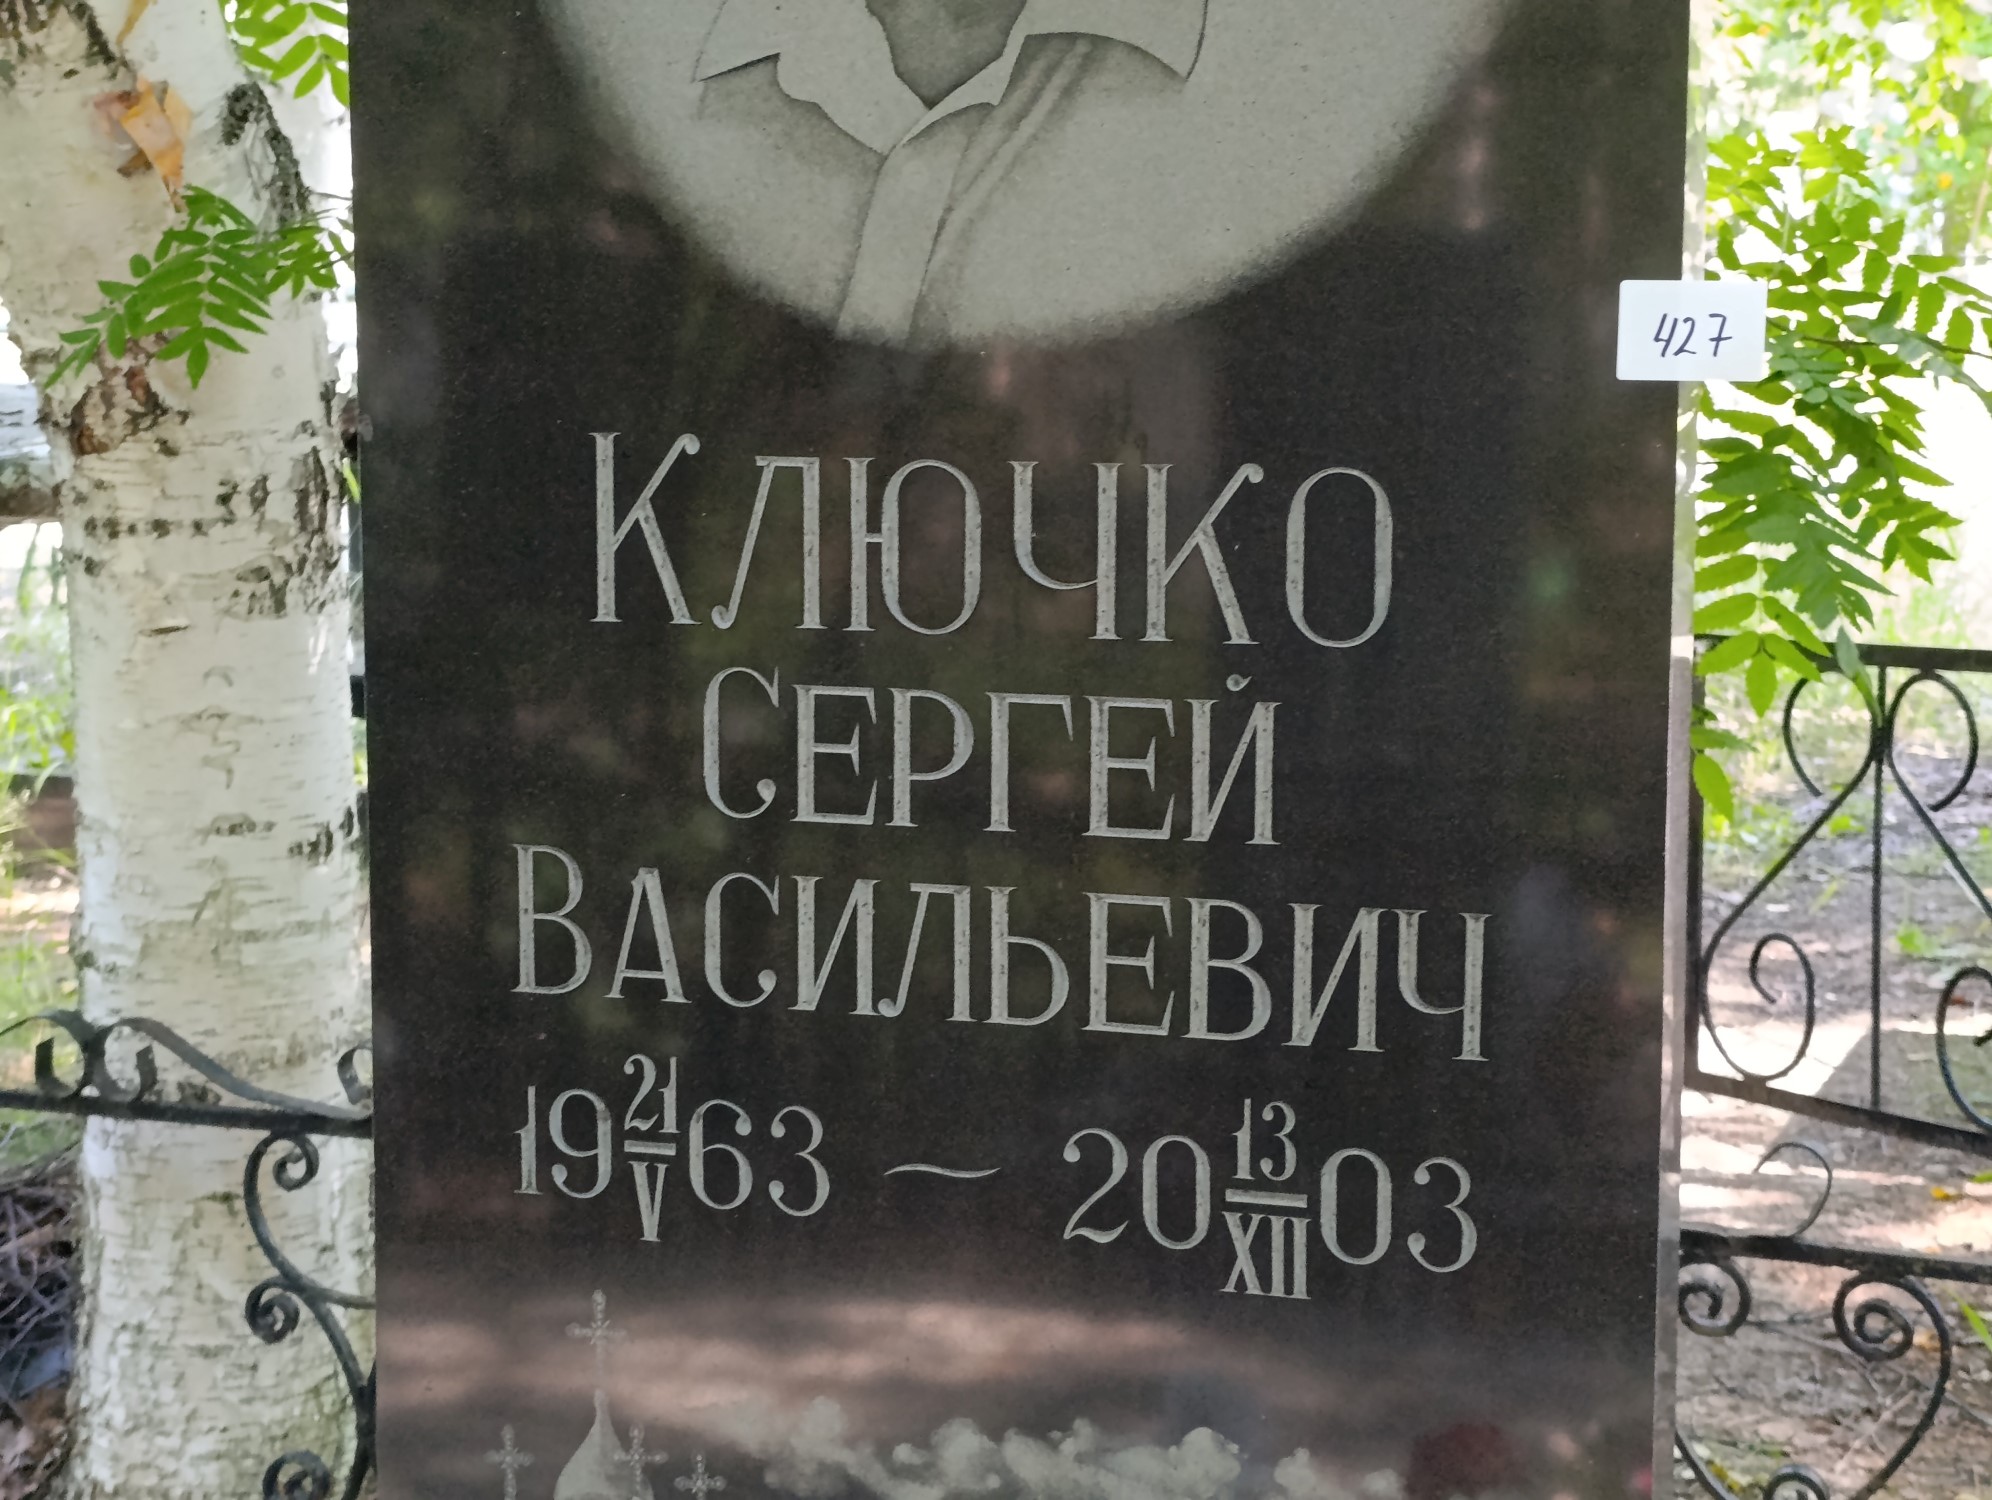 427
КЛЮЧКО
СЕРГЕЙ
ВАСИЛЬЕВИЧ
19 21/V 63 — 20 13/XII 03